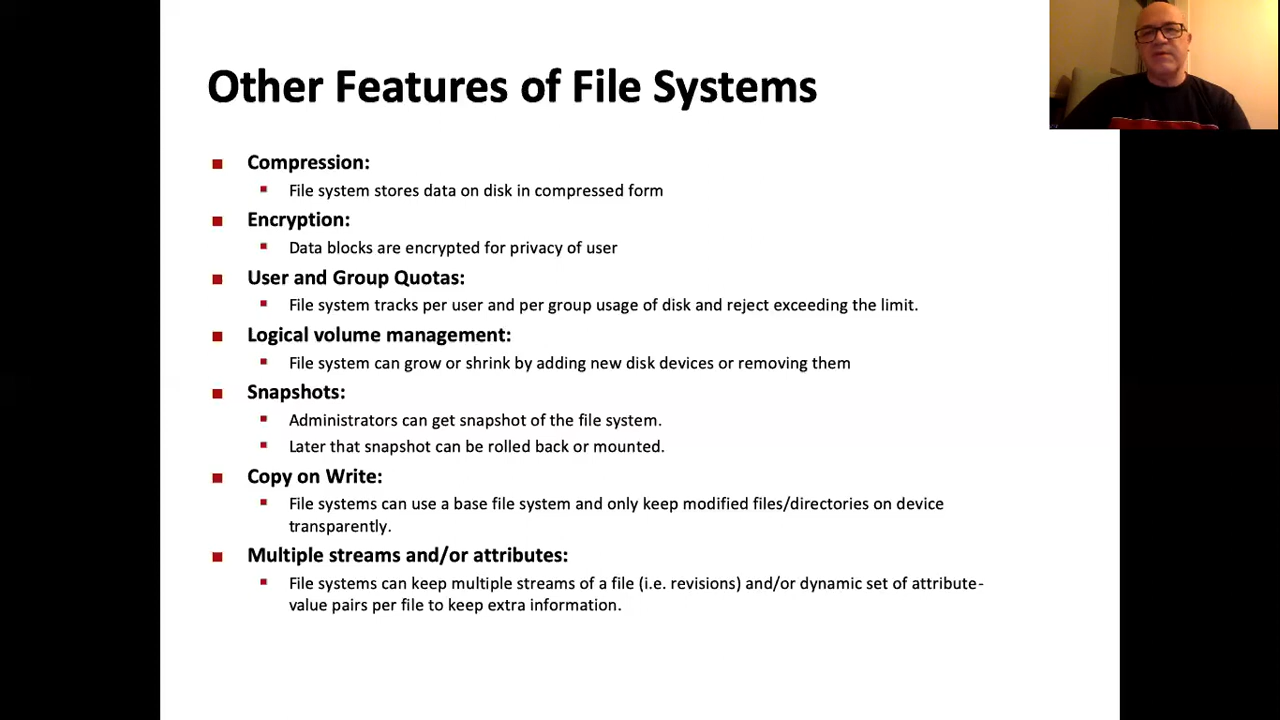 Other Features of File Systems
Compression:
File system stores data on disk in compressed form
Encryption:
Data blocks are encrypted for privacy of user
User and Group Quotas:
File system tracks per user and per group usage of disk and reject exceeding the limit.
Logical volume management:
File system can grow or shrink by adding new disk devices or removing them
Snapshots:
Administrators can get snapshot of the file system.
Later that snapshot can be rolled back or mounted.
Copy on Write:
File systems can use a base file system and only keep modified files/directories on device
transparently.
Multiple streams and/or attributes:
File systems can keep multiple streams of a file (i.e. revisions) and/or dynamic set of attribute-
value pairs per file to keep extra information.